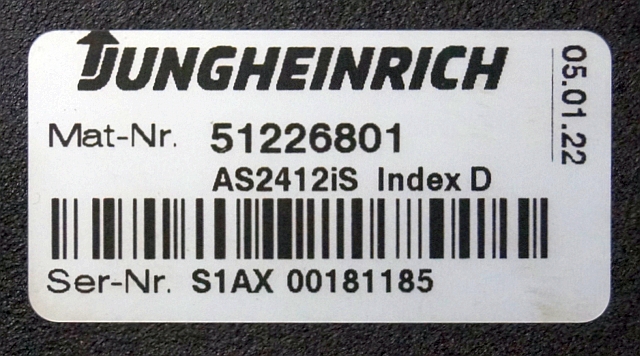 JUNGHEINRICH
Mat-Nr. 51226801
AS2412iS Index D
Ser-Nr. S1AX 00181185
05.01.22